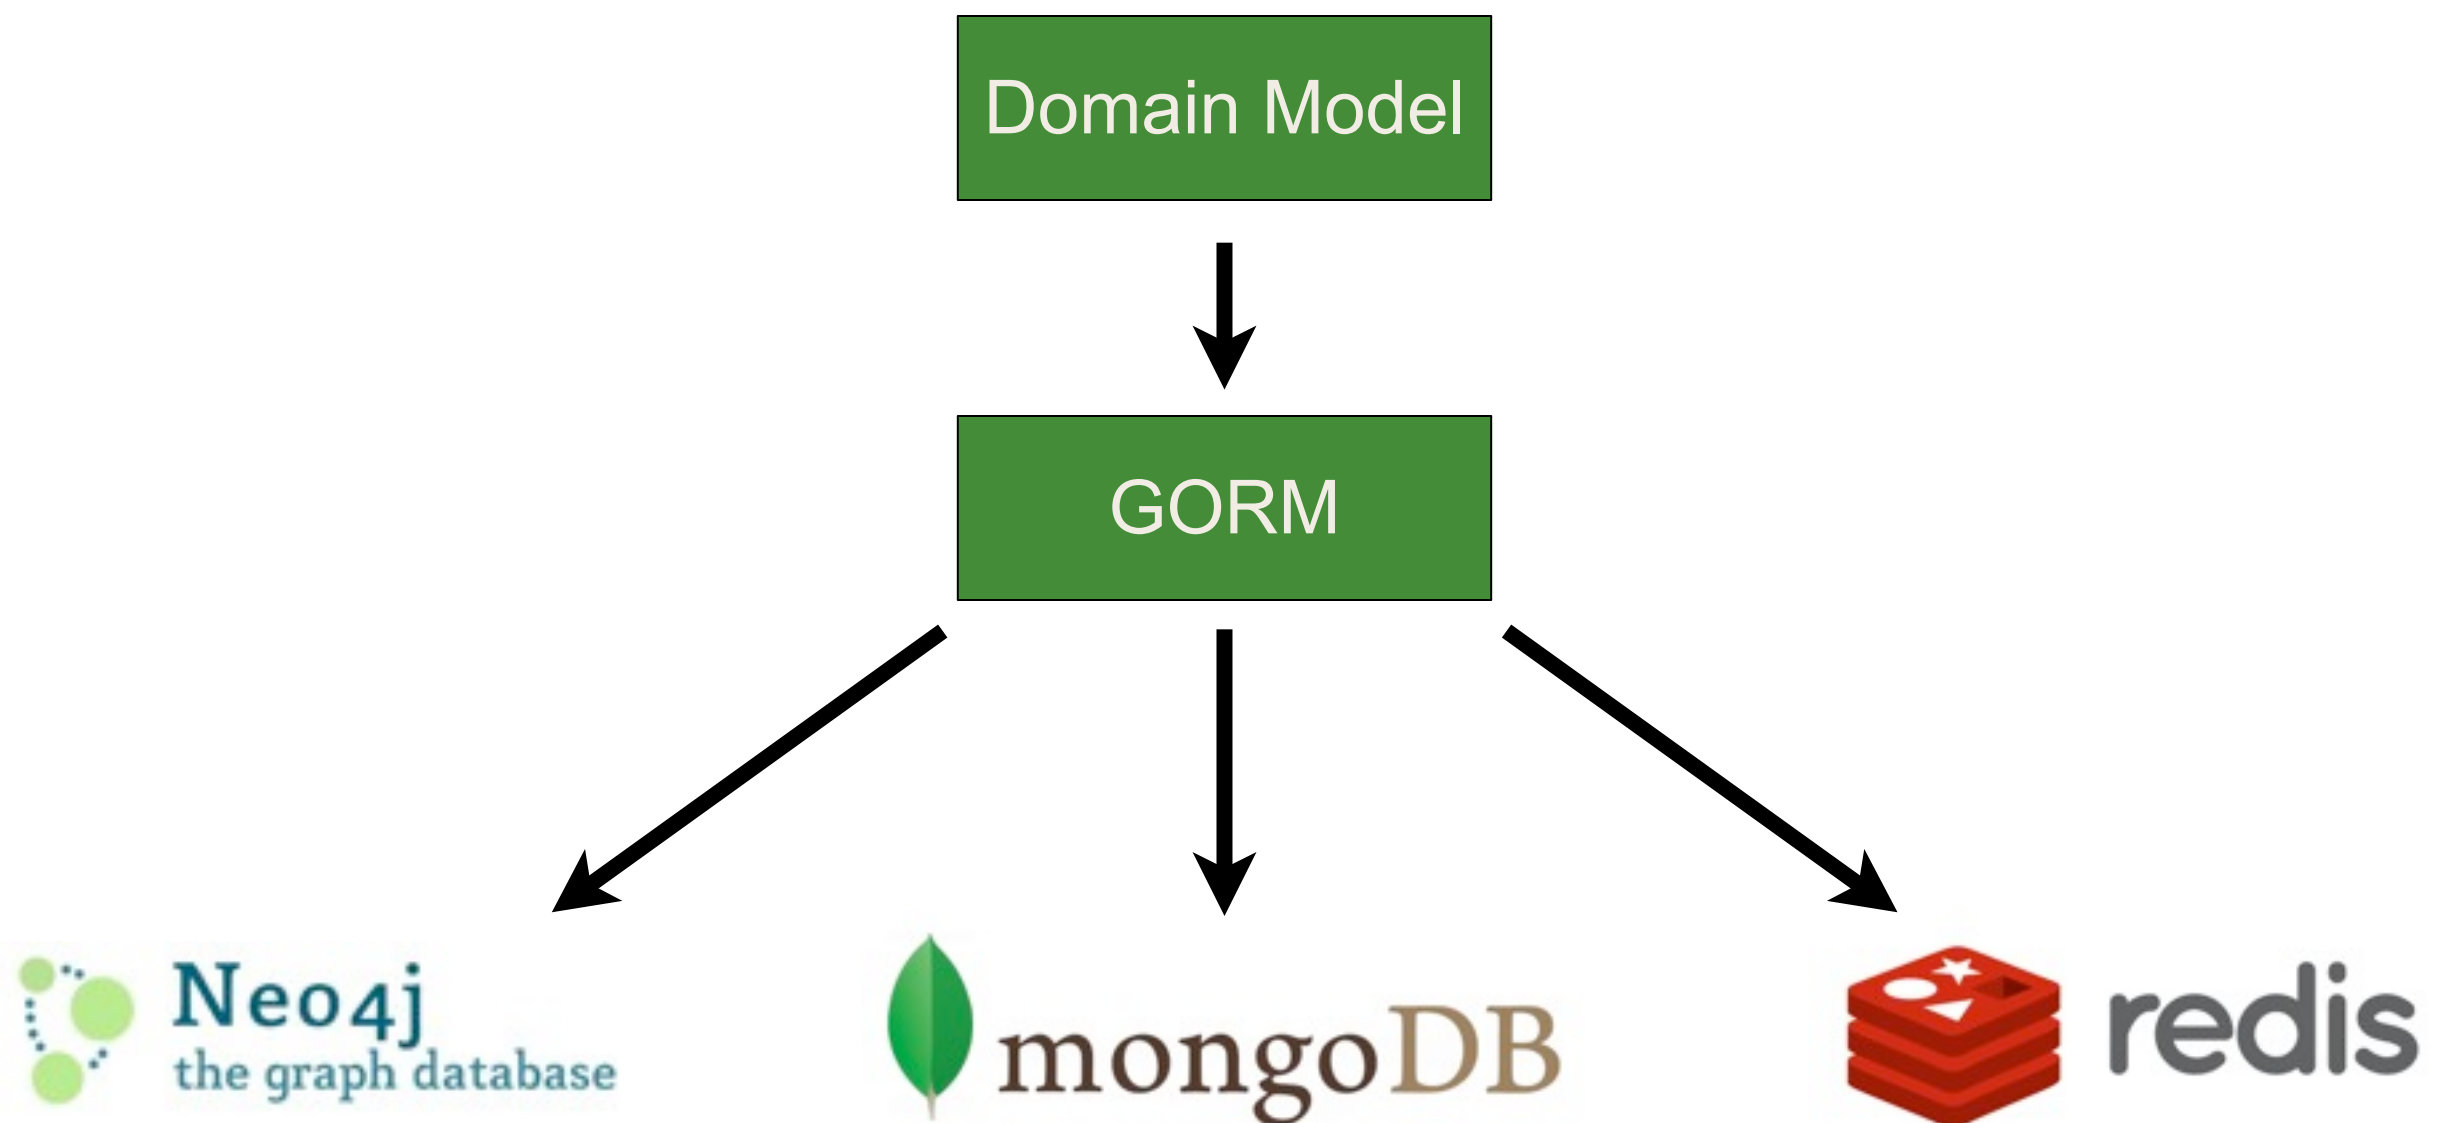 Domain Model
GORM
Neo4j
the graph database
mongoDB
redis